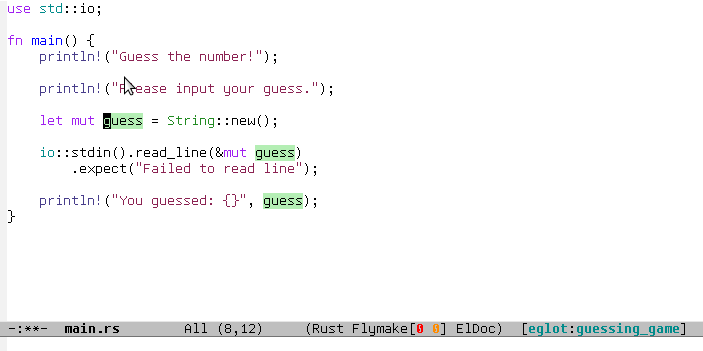 use std::io;
fn main() {
    println!("Guess the number!");
    println!("Please input your guess.");
    let mut guess = String::new();
    io::stdin().read_line(&mut guess)
        .expect("Failed to read line");
    println!("You guessed: {}", guess);
}
-:**-  main.rs        All (8,12)     (Rust Flymake[0 0] ElDoc)  [eglot:guessing_game]